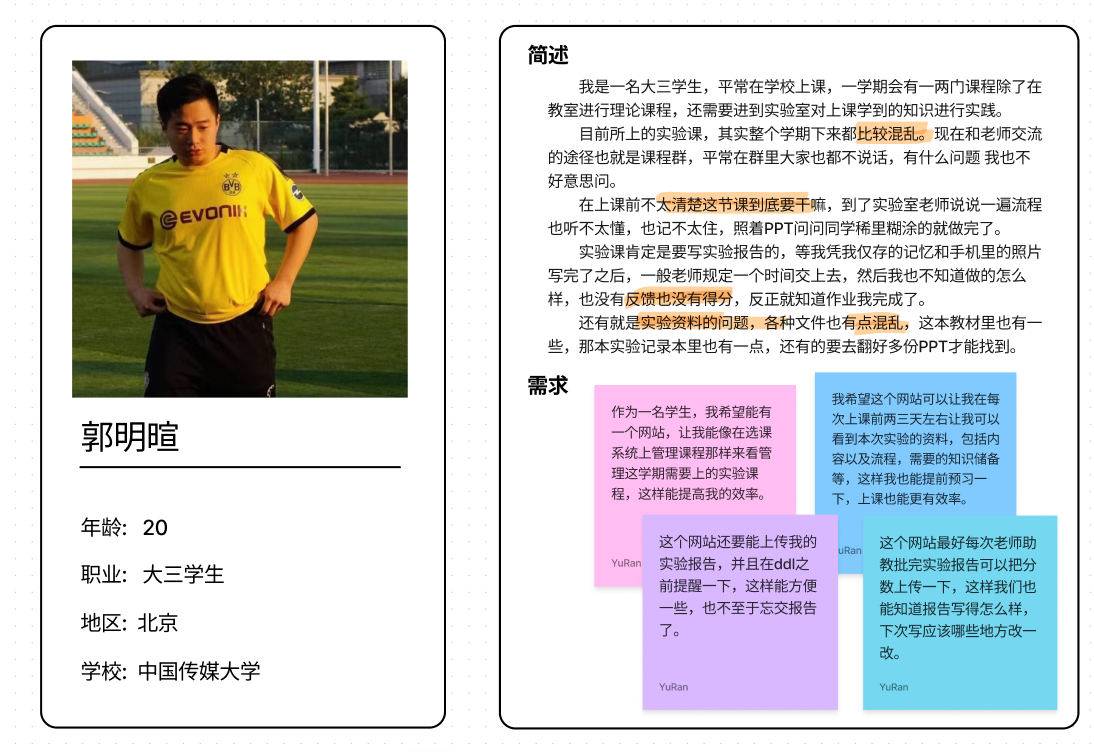 EVONIK
BVB
09
郭明暄
年龄: 20
职业: 大三学生
地区: 北京
学校: 中国传媒大学
简述
我是一名大三学生，平常在学校上课，一学期会有一两门课程除了在
教室进行理论课程，还需要进到实验室对上课学到的知识进行实践。
目前所上的实验课，其实整个学期下来都比较混乱。现在和老师交流
的途径也就是课程群，平常在群里大家也都不说话，有什么问题 我也不
好意思问。
在上课前不太清楚这节课到底要干嘛，到了实验室老师说说一遍流程
也听不太懂，也记不太住，照着PPT问问同学稀里糊涂的就做完了。
实验课肯定是要写实验报告的，等我凭我仅存的记忆和手机里的照片
写完了之后，一般老师规定一个时间交上去，然后我也不知道做的怎么
样，也没有反馈也没有得分，反正就知道作业我完成了。
还有就是实验资料的问题，各种文件也有点混乱，这本教材里也有一
些，那本实验记录本里也有一点，还有的要去翻好多份PPT才能找到。
需求
作为一名学生，我希望能有
一个网站，让我能像在选课
系统上管理课程那样来看管
理这学期需要上的实验课
程，这样能提高我的效率。
YuRan
我希望这个网站可以让我在每
次上课前两三天左右让我可以
看到本次实验的资料，包括内
容以及流程，需要的知识储备
等，这样我也能提前预习一
下，上课也能更有效率。
uRan
这个网站还要能上传我的
实验报告，并且在ddl之
前提醒一下，这样能方便
一些，也不至于忘交报告
了。
YuRan
这个网站最好每次老师助
教批完实验报告可以把分
数上传一下，这样我们也
能知道报告写得怎么样，
下次写应该哪些地方改一
改。
YuRan